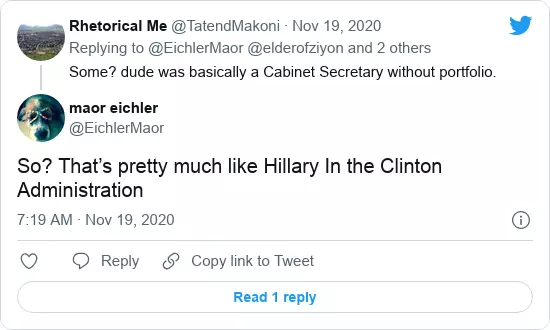 Rhetorical Me @TatendMakoni · Nov 19, 2020
Replying to @EichlerMaor @elderofziyon and 2 others
Some? dude was basically a Cabinet Secretary without portfolio.
maor eichler
@EichlerMaor
So? That’s pretty much like Hillary In the Clinton
Administration
7:19 AM · Nov 19, 2020
Reply
Copy link to Tweet
Read 1 reply